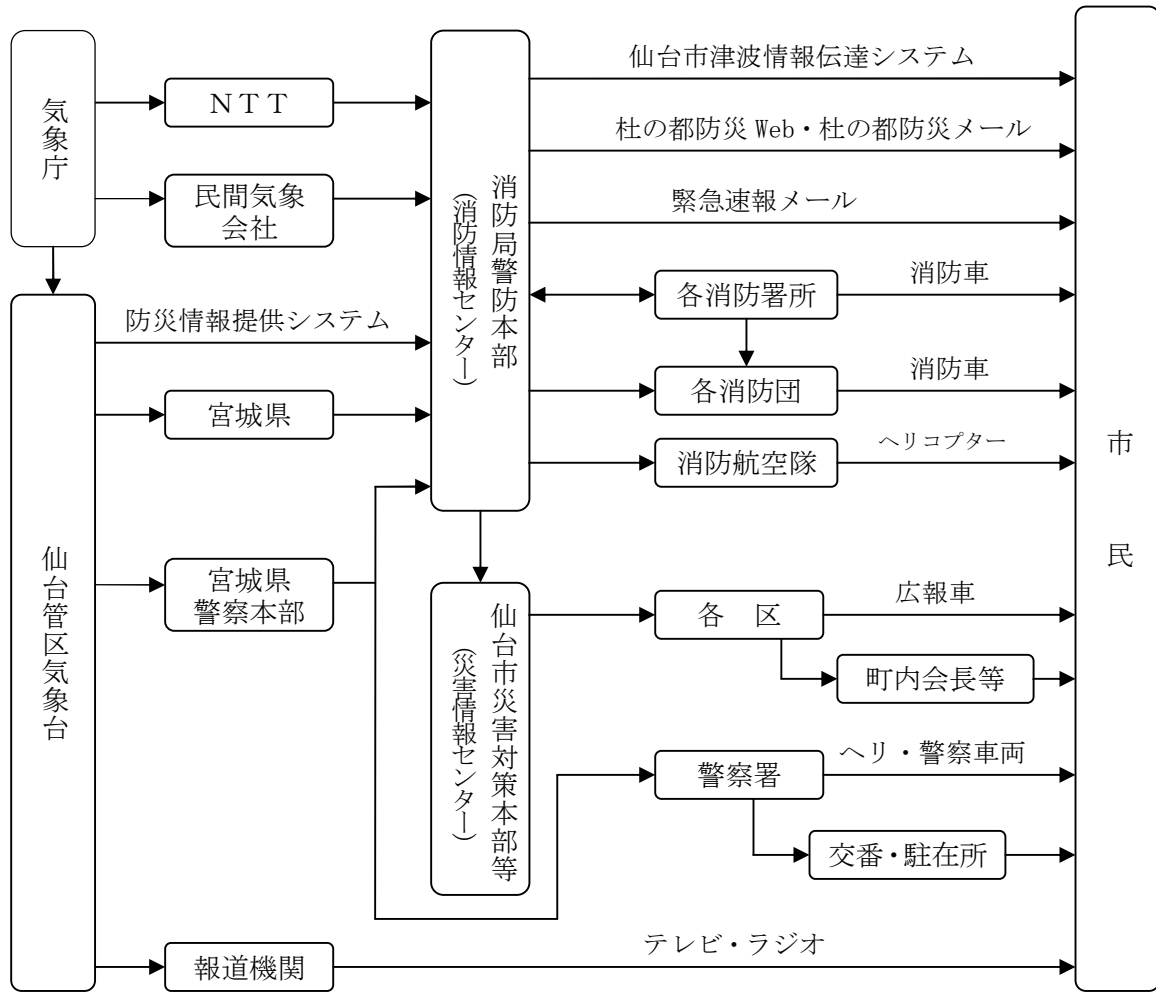 気象庁
NTT
民間気象
会社
仙台管区気象台
防災情報提供システム
宮城県
宮城県
警察本部
報道機関
消防局警防本部
(消防情報センター)
仙台市災害対策本部等
(災害情報センター)
仙台市津波情報伝達システム
杜の都防災 Web・杜の都防災メール
緊急速報メール
各消防署所
消防車
各消防団
消防車
消防航空隊
ヘリコプター
各 区
広報車
町内会長等
警察署
ヘリ・警察車両
交番・駐在所
テレビ・ラジオ
市民